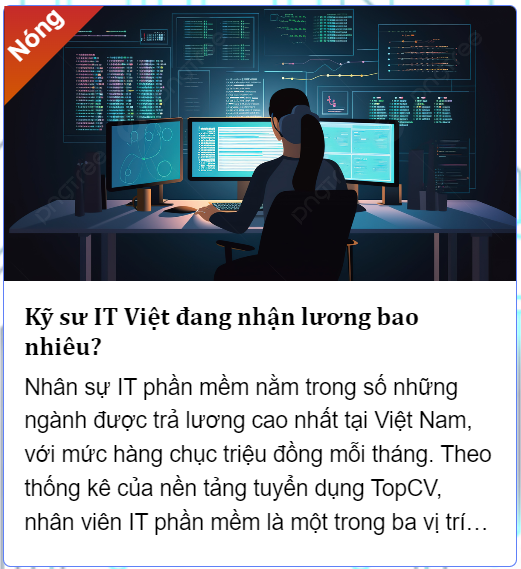 Nóng
Kỹ sư IT Việt đang nhận lương bao
nhiêu?
Nhân sự IT phần mềm nằm trong số những
ngành được trả lương cao nhất tại Việt Nam,
với mức hàng chục triệu đồng mỗi tháng. Theo
thống kê của nền tảng tuyển dụng TopCV,
nhân viên IT phần mềm là một trong ba vị trí…